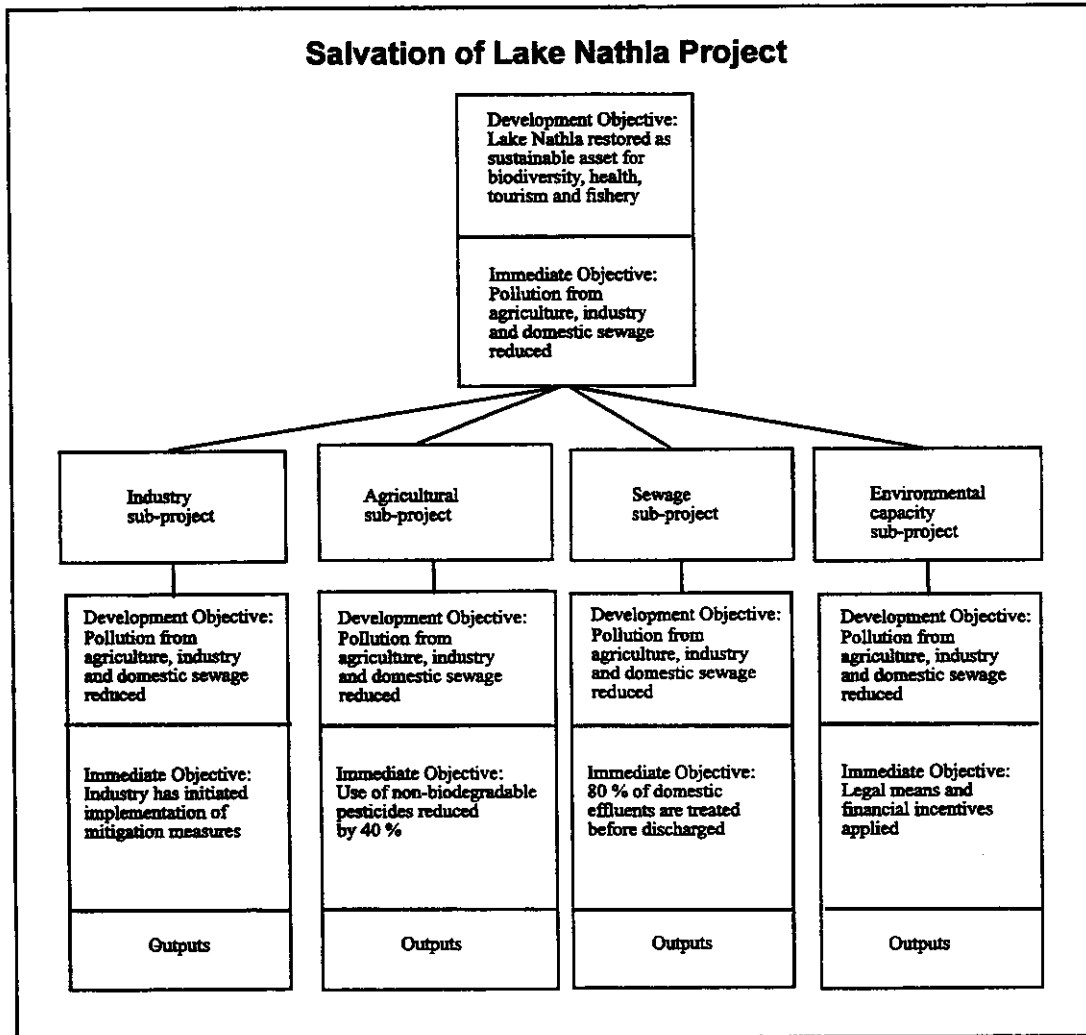 Salvation of Lake Nathla Project
Development Objective:
Lake Nathla restored as
sustainable asset for
biodiversity, health,
tourism and fishery
Immediate Objective:
Pollution from
agriculture, industry
and domestic sewage
reduced
Industry
sub-project
Agricultural
sub-project
Sewage
sub-project
Environmental
capacity
sub-project
Development Objective:
Pollution from
agriculture, industry
and domestic sewage
reduced
Immediate Objective:
Industry has initiated
implementation of
mitigation measures
Outputs
Development Objective:
Pollution from
agriculture, industry
and domestic sewage
reduced
Immediate Objective:
Use of non-biodegradable
pesticides reduced
by 40 %
Outputs
Development Objective:
Pollution from
agriculture, industry
and domestic sewage
reduced
Immediate Objective:
80 % of domestic
effluents are treated
before discharged
Outputs
Development Objective:
Pollution from
agriculture, industry
and domestic sewage
reduced
Immediate Objective:
Legal means and
financial incentives
applied
Outputs